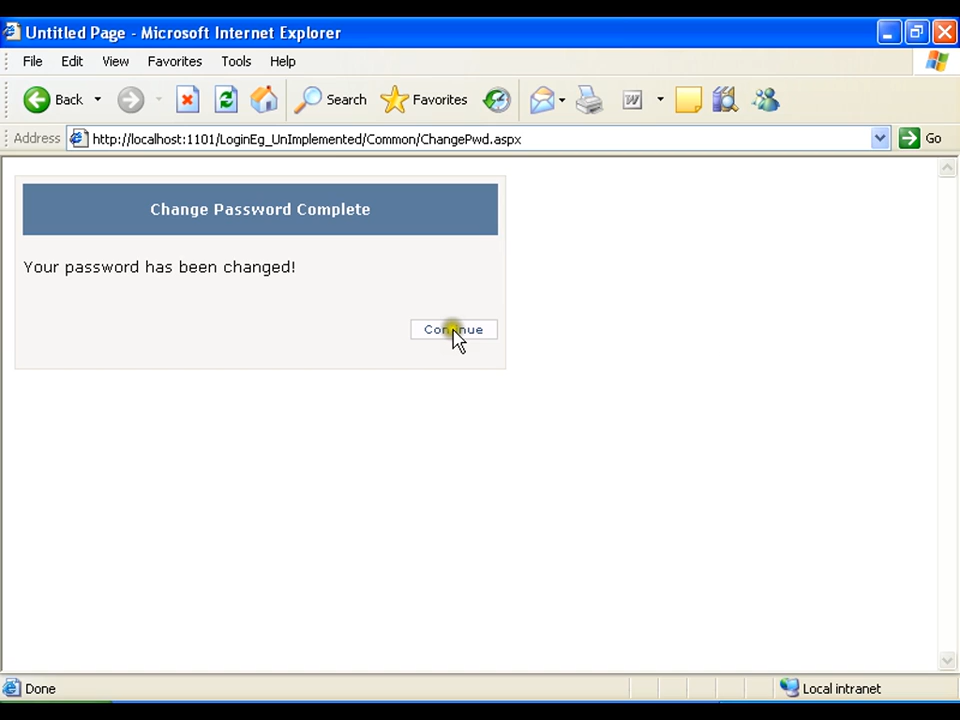 Untitled Page - Microsoft Internet Explorer
File Edit View Favorites Tools Help
Back Search Favorites
Address http://localhost:1101/LoginEg_UnImplemented/Common/ChangePwd.aspx Go
Change Password Complete
Your password has been changed!
Continue
Done Local intranet